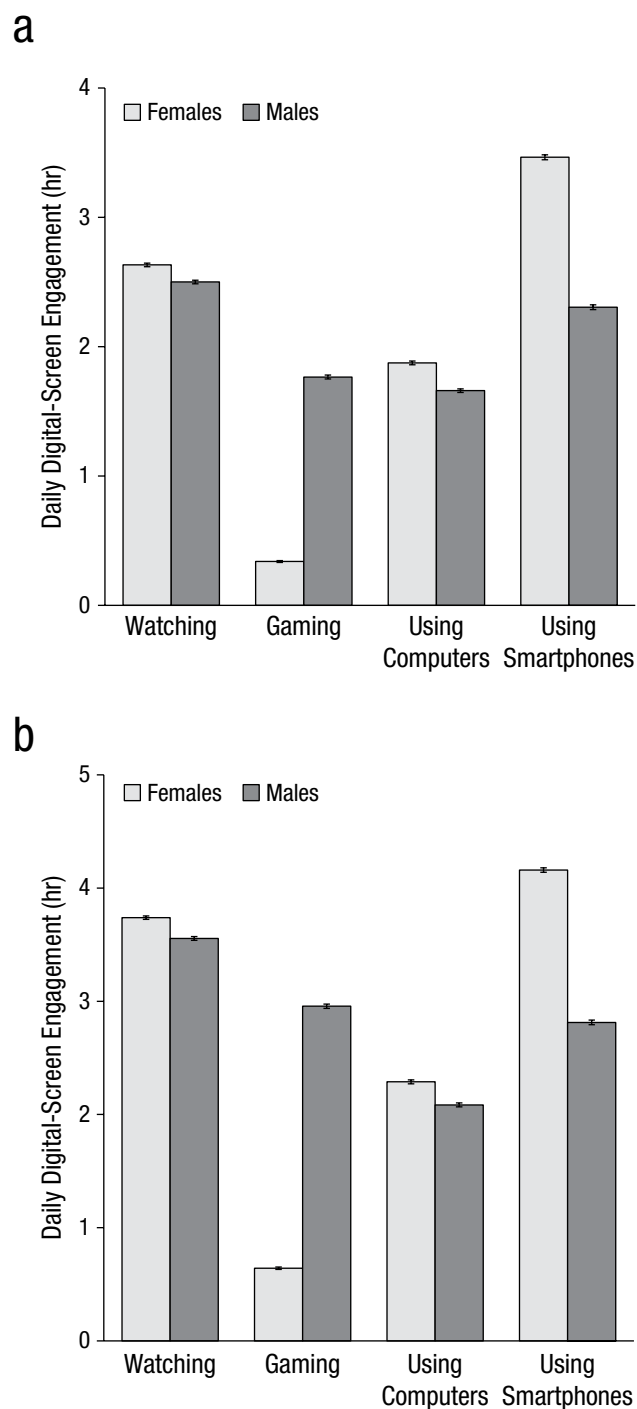 a
4
Females Males
3
2
1
0
Daily Digital-Screen Engagement (hr)
Watching Gaming Using Computers Using Smartphones
b
5
Females Males
4
3
2
1
0
Daily Digital-Screen Engagement (hr)
Watching Gaming Using Computers Using Smartphones